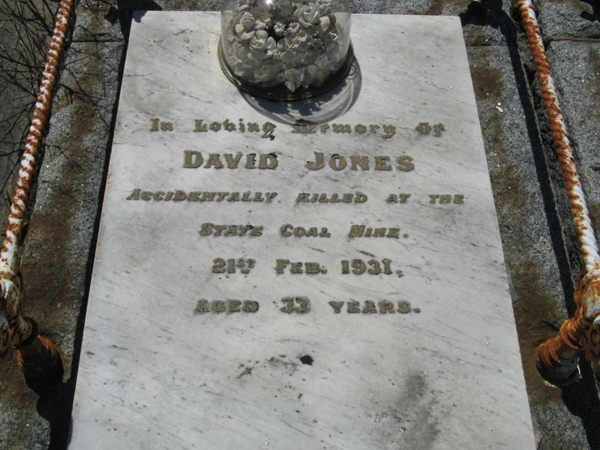 In Loving Memory Of
DAVID JONES
ACCIDENTALLY KILLED AT THE
STATE COAL MINE.
21ST FEB. 1931,
AGED 33 YEARS.